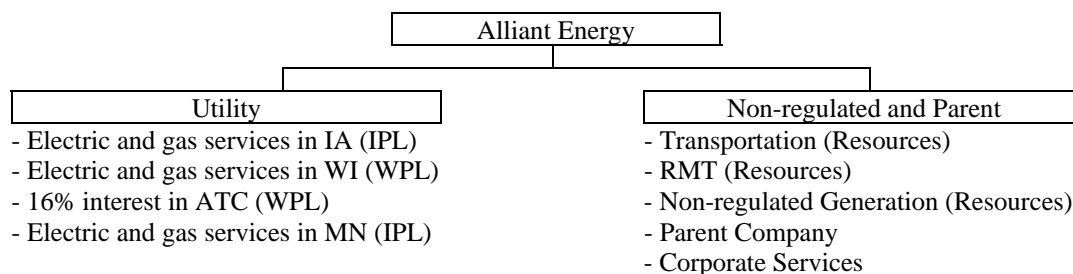 Alliant Energy
Utility
- Electric and gas services in IA (IPL)
- Electric and gas services in WI (WPL)
- 16% interest in ATC (WPL)
- Electric and gas services in MN (IPL)
Non-regulated and Parent
- Transportation (Resources)
- RMT (Resources)
- Non-regulated Generation (Resources)
- Parent Company
- Corporate Services